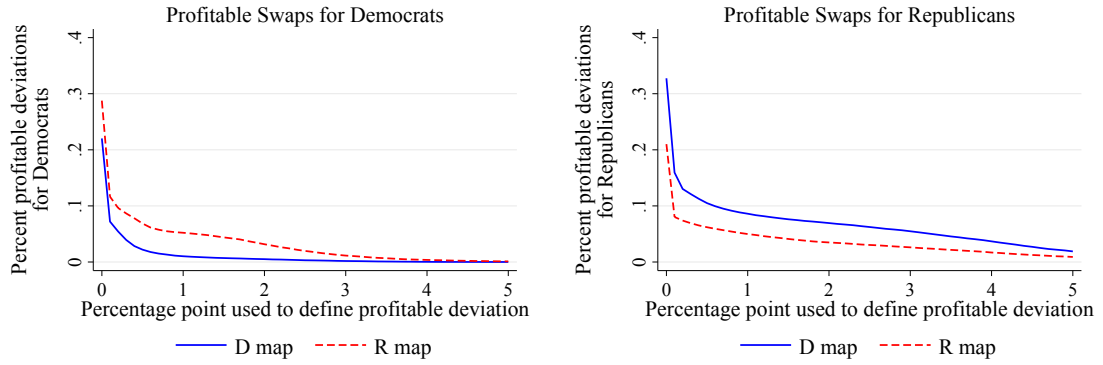 Profitable Swaps for Democrats
Percent profitable deviations
for Democrats
.4
.3
.2
.1
0
0 1 2 3 4 5
Percentage point used to define profitable deviation
D map R map
Profitable Swaps for Republicans
Percent profitable deviations
for Republicans
.4
.3
.2
.1
0
0 1 2 3 4 5
Percentage point used to define profitable deviation
D map R map